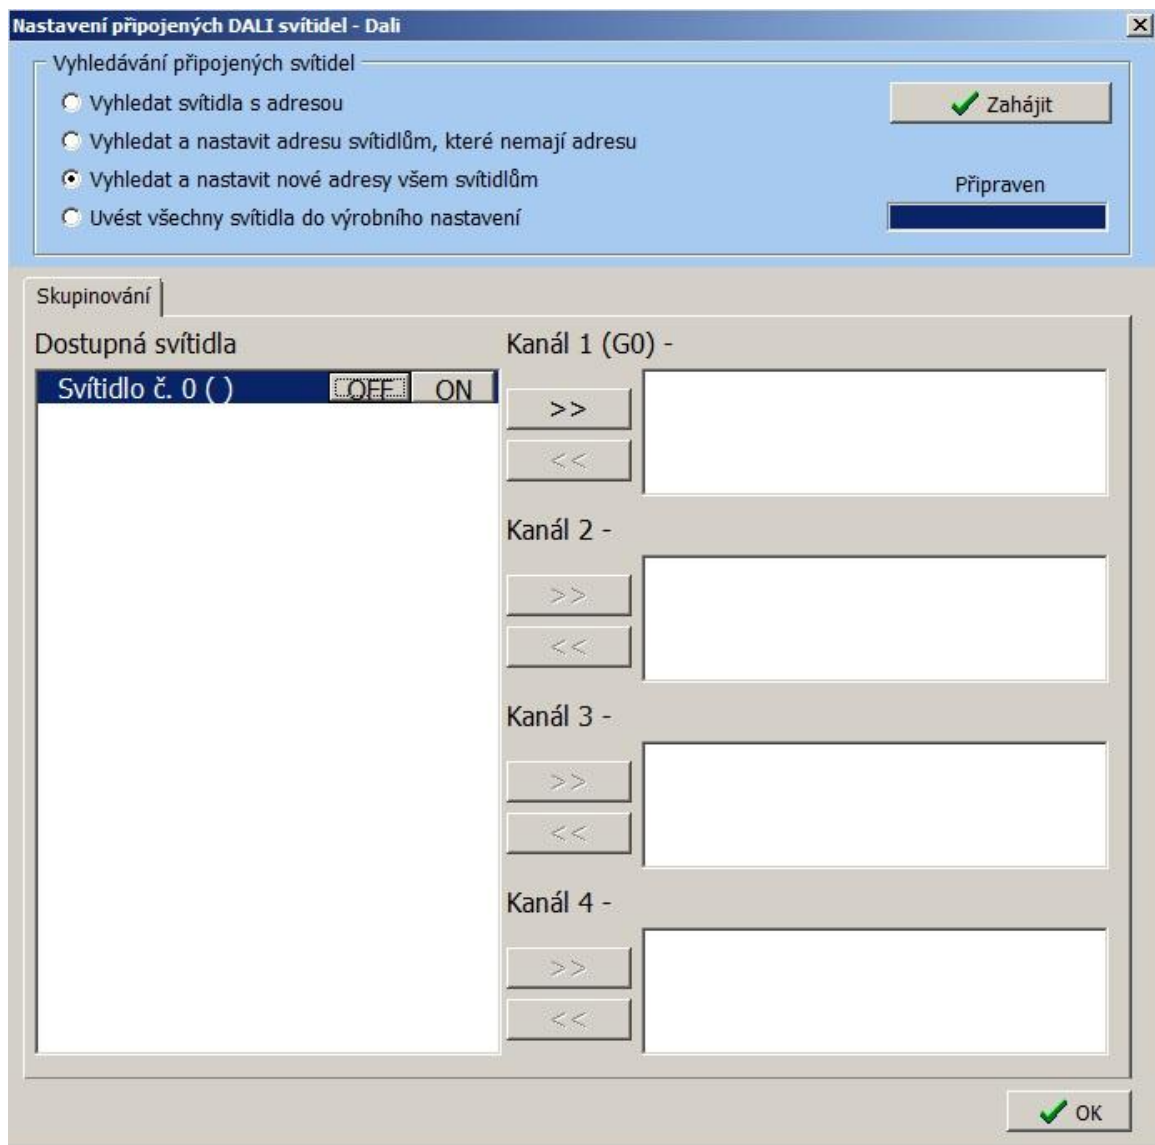 Nastavení připojených DALI svítidel - Dali
Vyhledávání připojených svítidel
Vyhledat svítidla s adresou
Zahájit
Vyhledat a nastavit adresu svítidlům, které nemají adresu
Vyhledat a nastavit nové adresy všem svítidlům
Připraven
Uvést všechny svítidla do výrobního nastavení
Skupinování
Dostupná svítidla
Svítidlo č. 0 ( ) OFF ON
Kanál 1 (G0) -
>>
<<
Kanál 2 -
>>
<<
Kanál 3 -
>>
<<
Kanál 4 -
>>
<<
OK